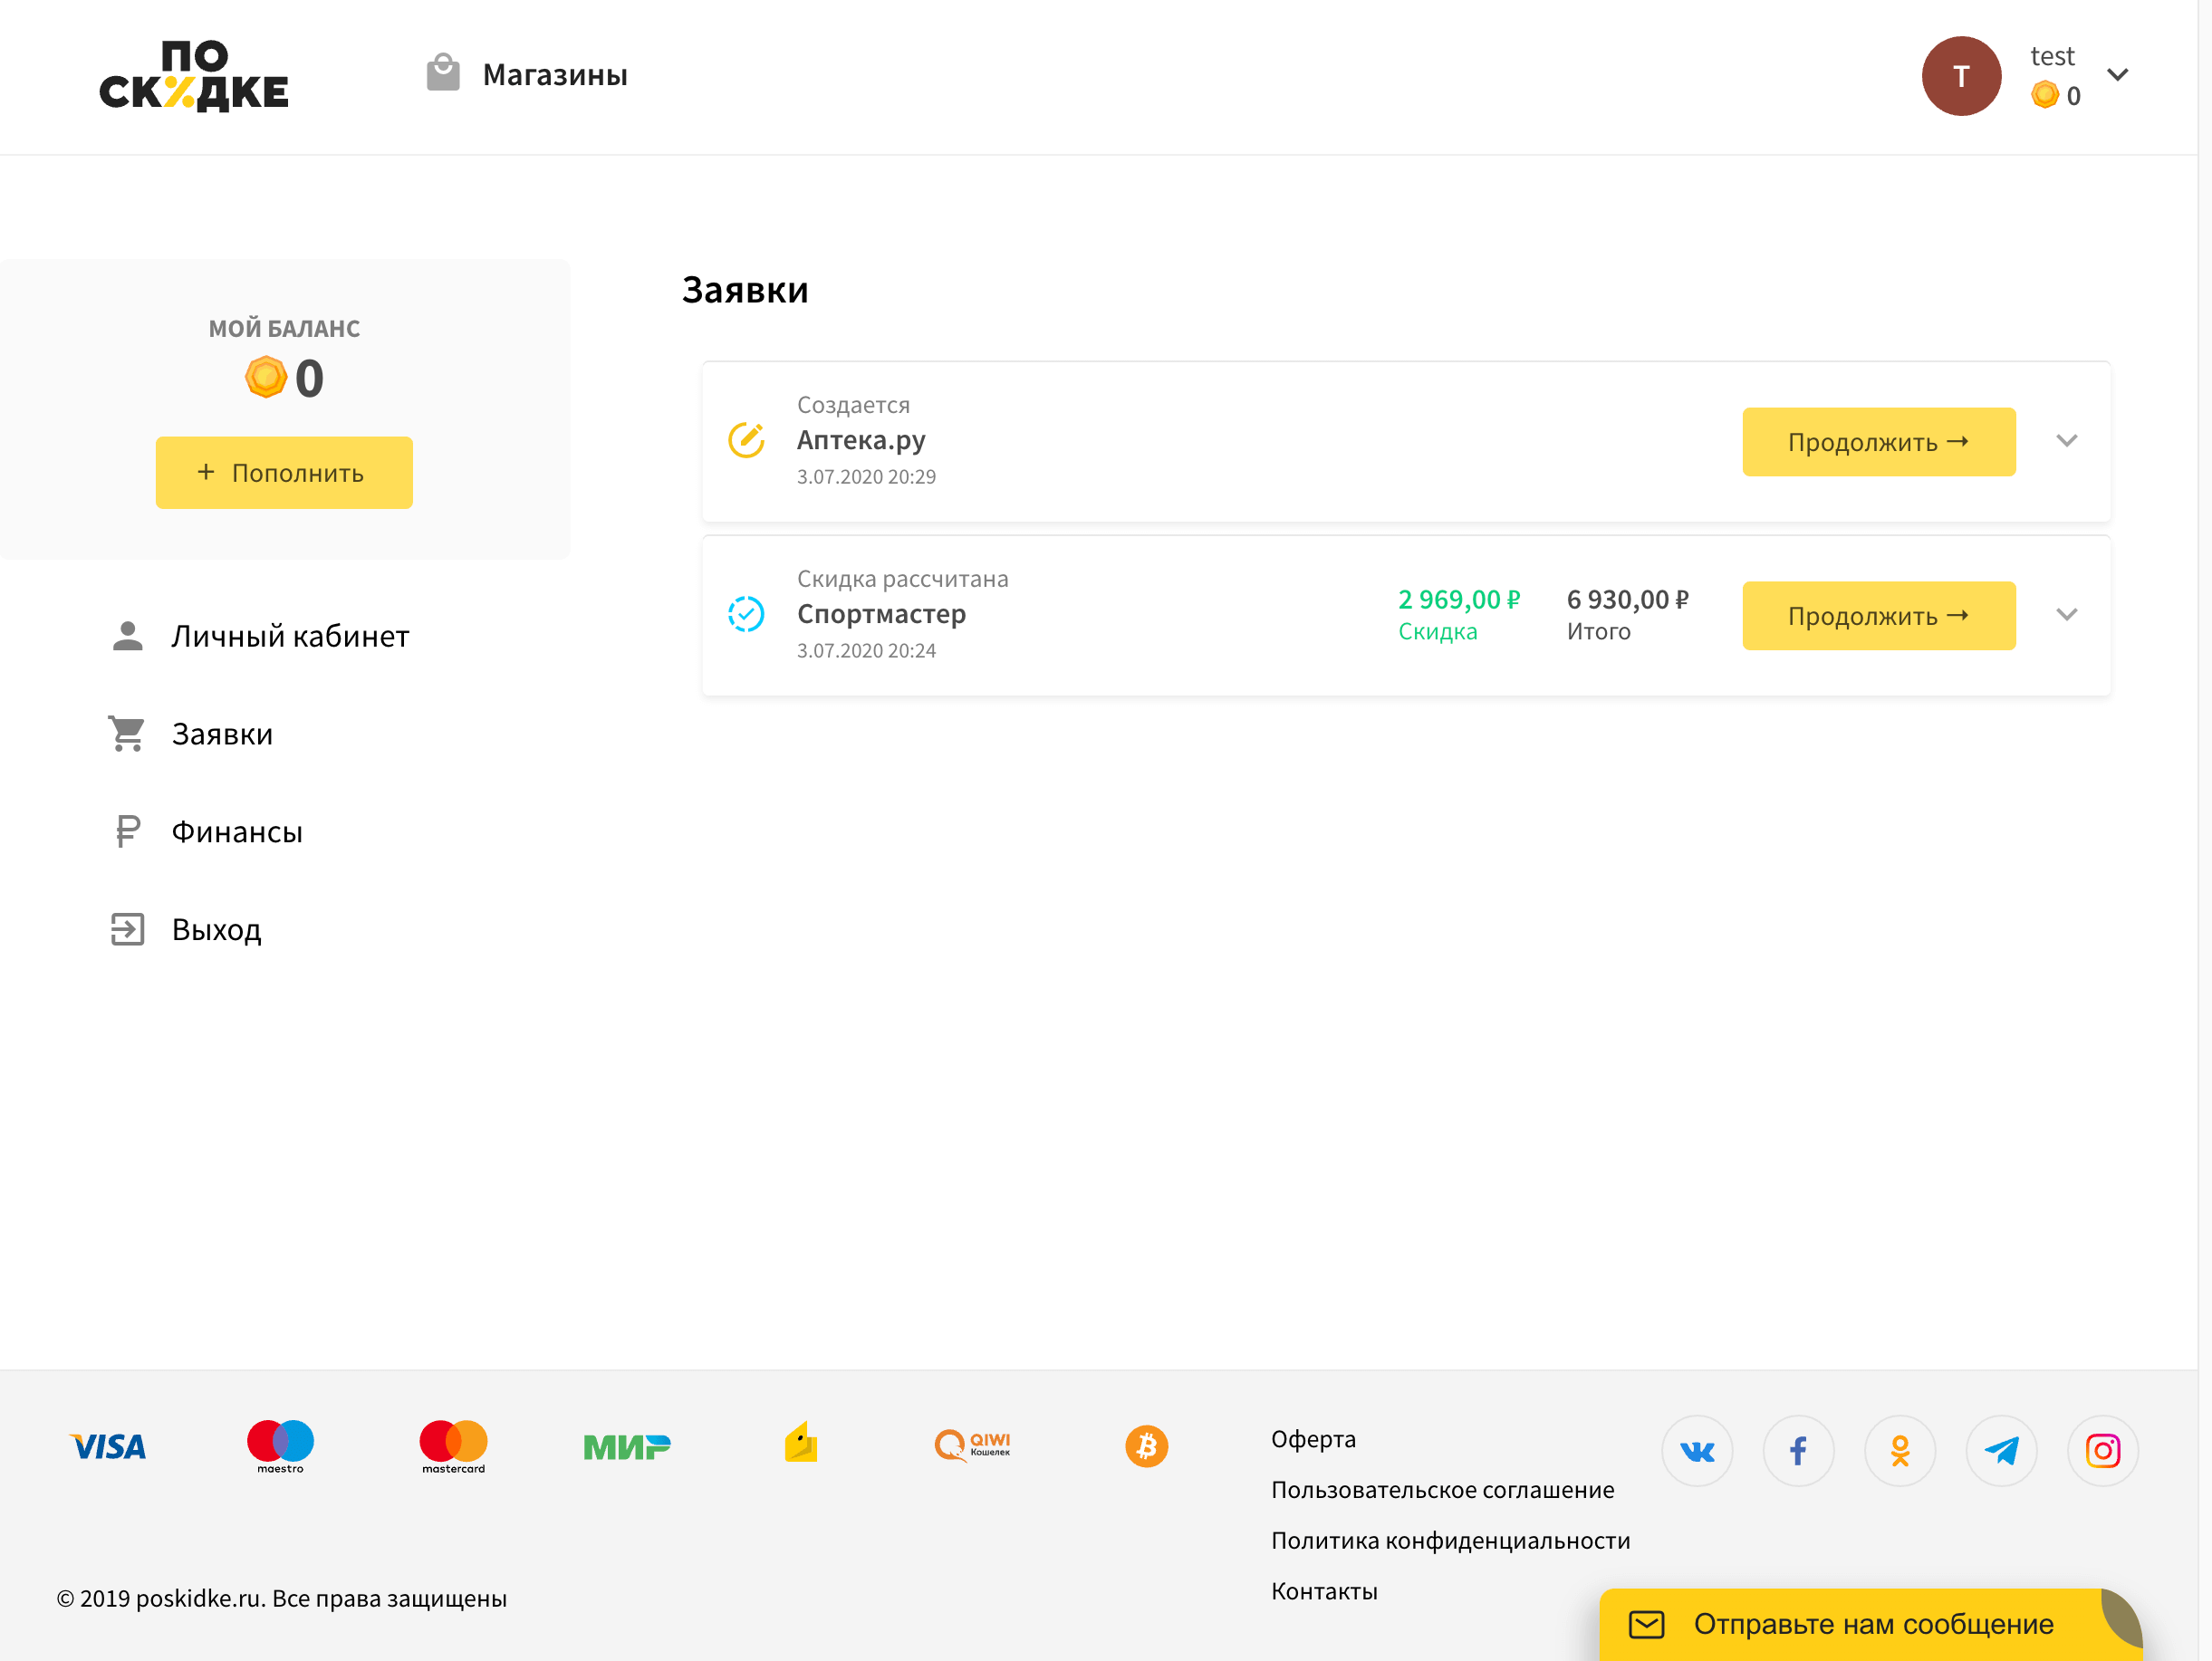 ПО
СКИДКЕ
Магазины
T
test
0
МОЙ БАЛАНС
0
+ Пополнить
Личный кабинет
Заявки
Финансы
Выход
Заявки
Создается
Аптека.ру
3.07.2020 20:29
Продолжить →
Скидка рассчитана
Спортмастер
3.07.2020 20:24
2 969,00 ₽
Скидка
6 930,00 ₽
Итого
Продолжить →
VISA
maestro
mastercard
МИР
QIWI
Кошелек
Оферта
Пользовательское соглашение
Политика конфиденциальности
Контакты
© 2019 poskidke.ru. Все права защищены
Отправьте нам сообщение